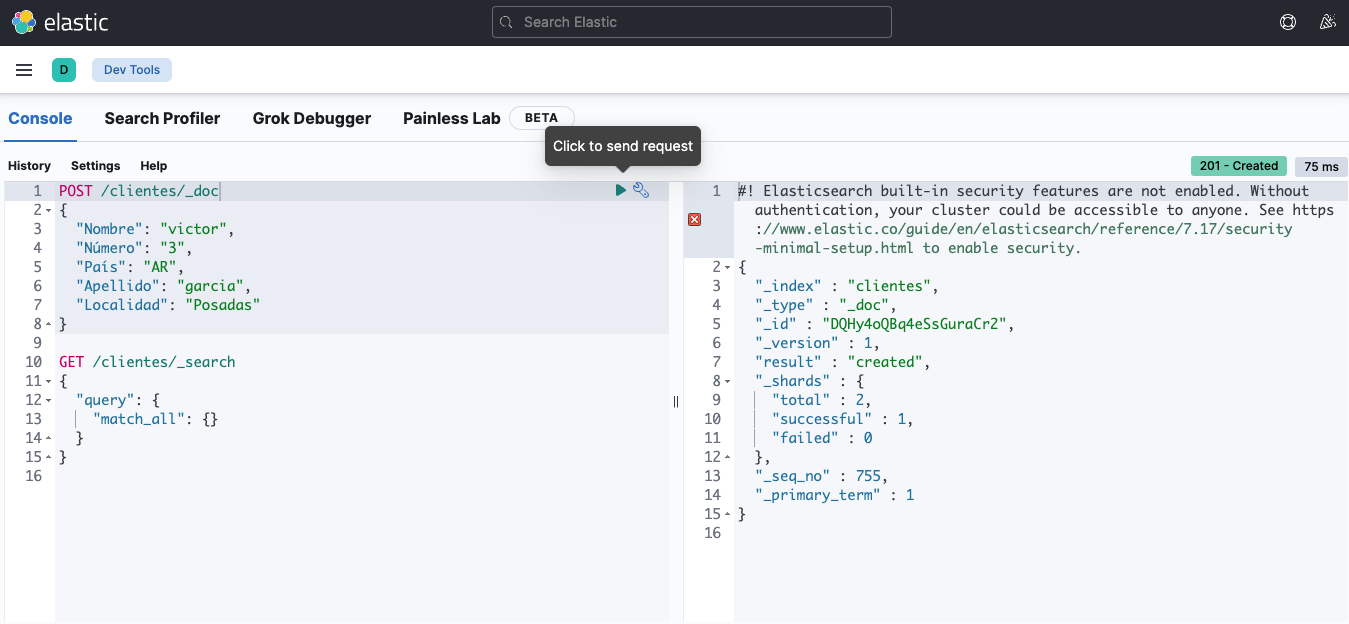 elastic
Search Elastic
D
Dev Tools
Console Search Profiler Grok Debugger Painless Lab BETA
Click to send request
History Settings Help
201 - Created 75 ms
1 POST /clientes/_doc
2 {
3 "Nombre": "victor",
4 "Número": "3",
5 "País": "AR",
6 "Apellido": "garcia",
7 "Localidad": "Posadas"
8 }
9
10 GET /clientes/_search
11 {
12 "query": {
13 "match_all": {}
14 }
15 }
16
1 #! Elasticsearch built-in security features are not enabled. Without
authentication, your cluster could be accessible to anyone. See https
://www.elastic.co/guide/en/elasticsearch/reference/7.17/security
-minimal-setup.html to enable security.
2 {
3 "_index" : "clientes",
4 "_type" : "_doc",
5 "_id" : "DQHy4oQBq4eSsGuraCr2",
6 "_version" : 1,
7 "result" : "created",
8 "_shards" : {
9 "total" : 2,
10 "successful" : 1,
11 "failed" : 0
12 },
13 "_seq_no" : 755,
14 "_primary_term" : 1
15 }
16